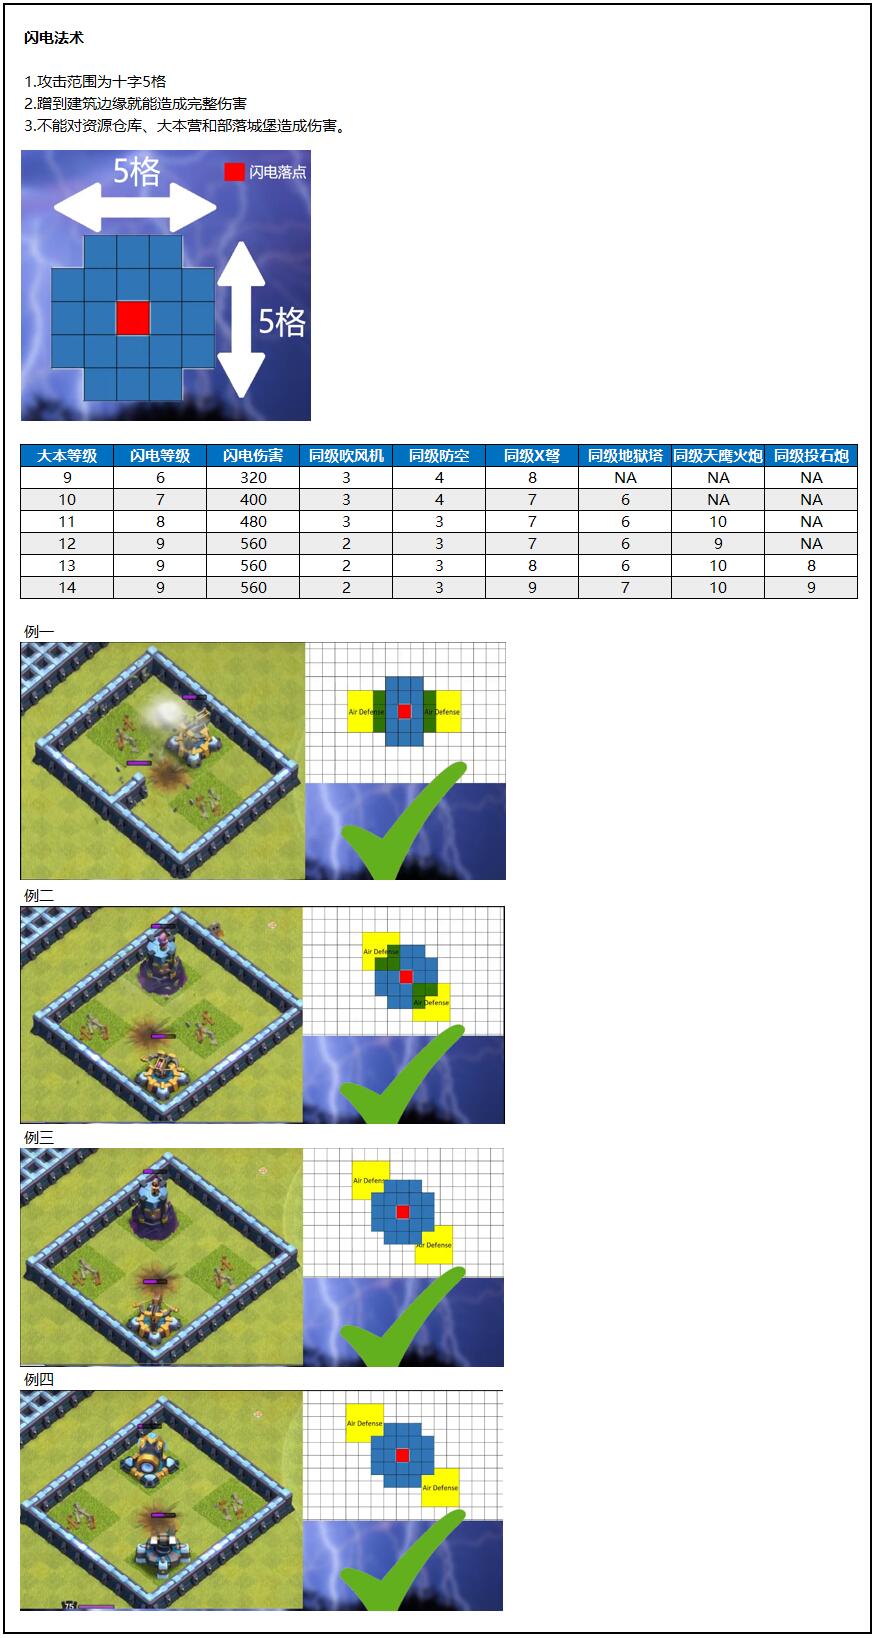 闪电法术
1.攻击范围为十字5格
2.蹭到建筑边缘就能造成完整伤害
3.不能对资源仓库、大本营和部落城堡造成伤害。
5格
闪电落点
5格
大本等级 闪电等级 闪电伤害 同级吹风机 同级防空 同级X弩 同级地狱塔 同级天鹰火炮 同级投石炮
9 6 320 3 4 8 NA NA NA
10 7 400 3 4 7 6 NA NA
11 8 480 3 3 7 6 10 NA
12 9 560 2 3 7 6 9 NA
13 9 560 2 3 8 6 10 8
14 9 560 2 3 9 7 10 9
例一
Air Defense Air Defense
例二
Air Defense
Air Defense
例三
Air Defense
Air Defense
例四
Air Defense
Air Defense
75